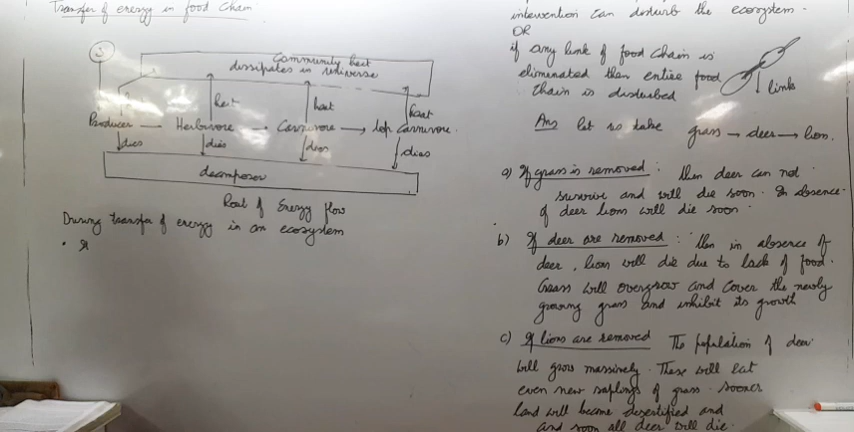 Transfer of energy in food chain
S
Community heat
dissipates in
heat heat heat
Producer Herbivore Carnivore top carnivore.
dies dies dies dies
decomposer
Rout of Energy flow
During transfer of energy in an ecosystem
intervention can disturb the ecosystem.
OR
if any link of food chain is
eliminated then entire food
chain is disturbed
link
Ans let us take grass → deer → lion.
a) If grass is removed : then deer can not
survive and will die soon. In absence
of deer lion will die soon.
b) If deer are removed : then in absence of
deer, lion will die due to lack of food.
Grass will overgrow and cover the newly
growing grass and inhibit its growth
c) If lions are removed The population of deer
will grow massively. These will eat
even new saplings of grass. sooner
land will become desertified and
and soon all deer will die.